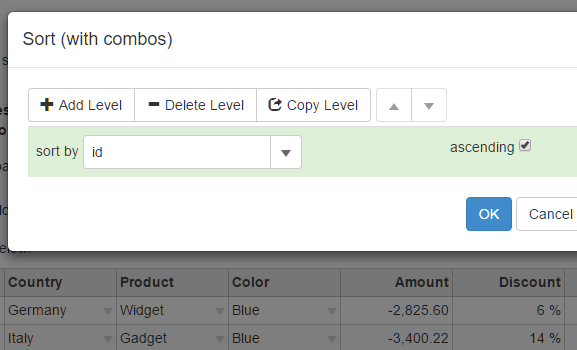 Sort (with combos)
Add Level Delete Level Copy Level
sort by id ascending
OK Cancel
Country Product Color Amount Discount
Germany Widget Blue -2,825.60 6 %
Italy Gadget Blue -3,400.22 14 %